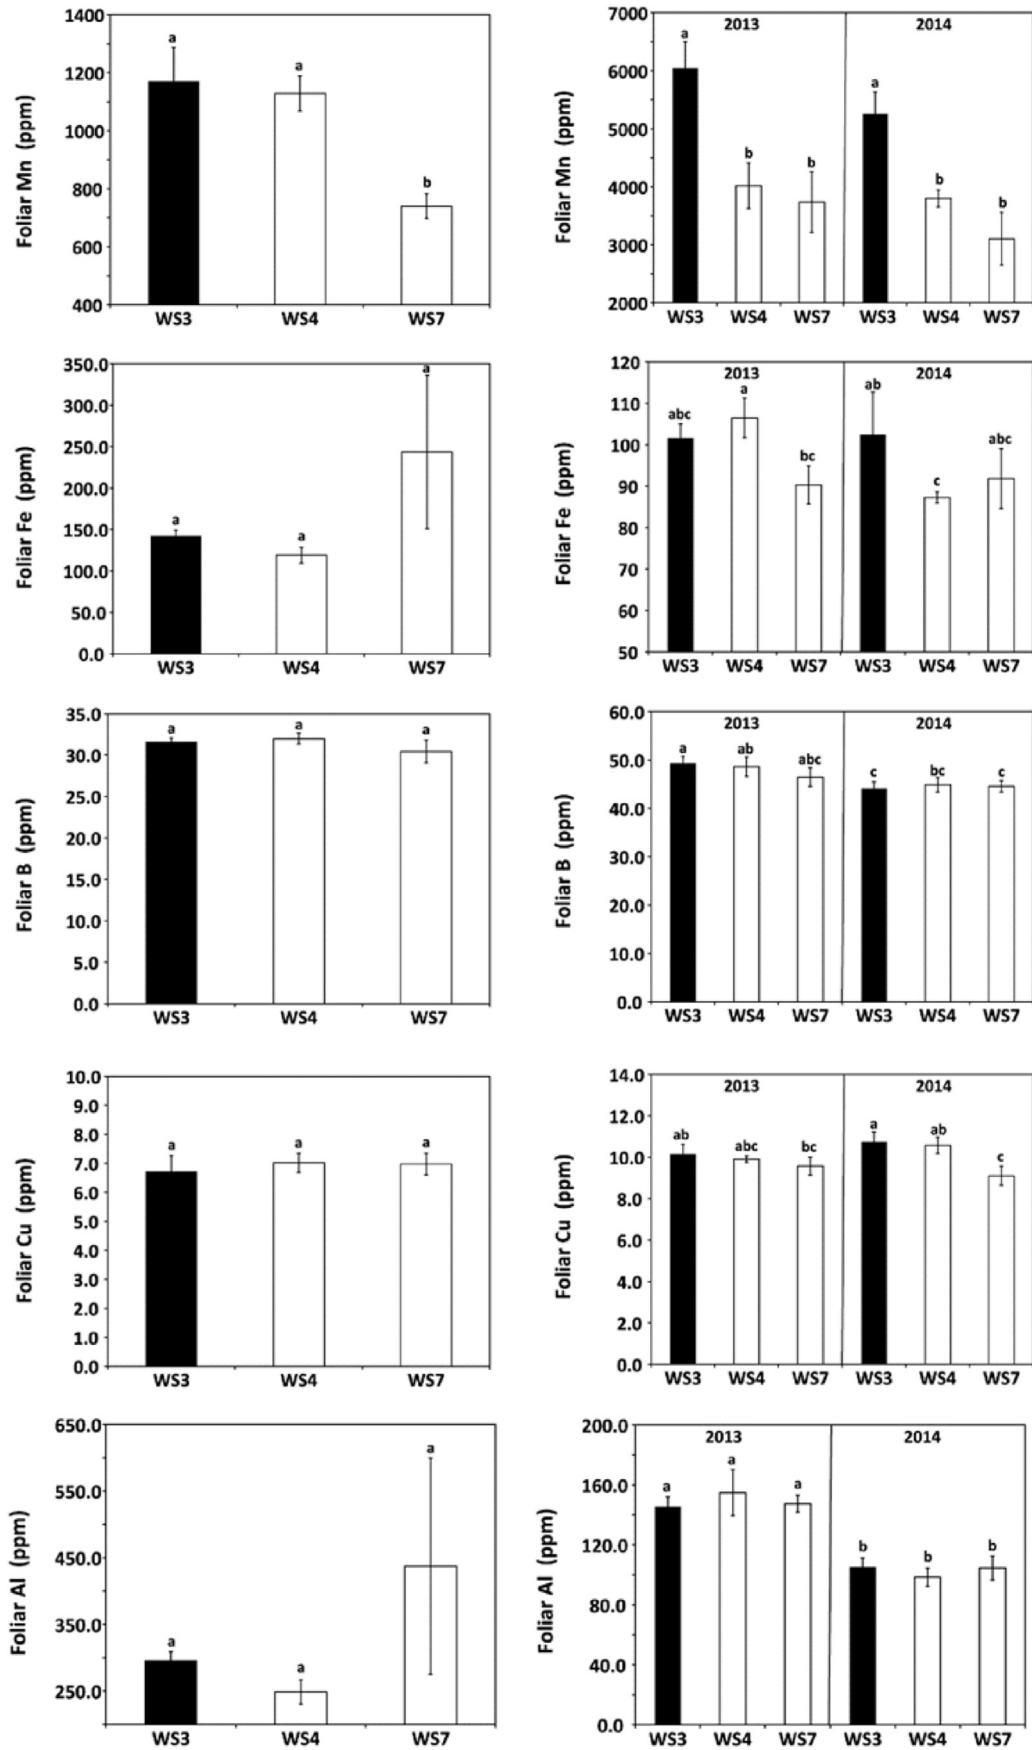 Foliar Mn (ppm)
1400
1200
1000
800
600
400
a
a
b
WS3 WS4 WS7
Foliar Mn (ppm)
7000
6000
5000
4000
3000
2000
2013 2014
a
b
b
a
b
b
WS3 WS4 WS7 WS3 WS4 WS7
Foliar Fe (ppm)
350.0
300.0
250.0
200.0
150.0
100.0
50.0
0.0
a
a
a
WS3 WS4 WS7
Foliar Fe (ppm)
120
110
100
90
80
70
60
50
2013 2014
abc
a
bc
ab
c
abc
WS3 WS4 WS7 WS3 WS4 WS7
Foliar B (ppm)
35.0
30.0
25.0
20.0
15.0
10.0
5.0
0.0
a
a
a
WS3 WS4 WS7
Foliar B (ppm)
60.0
50.0
40.0
30.0
20.0
10.0
0.0
2013 2014
a
ab
abc
c
bc
c
WS3 WS4 WS7 WS3 WS4 WS7
Foliar Cu (ppm)
10.0
9.0
8.0
7.0
6.0
5.0
4.0
3.0
2.0
1.0
0.0
a
a
a
WS3 WS4 WS7
Foliar Cu (ppm)
14.0
12.0
10.0
8.0
6.0
4.0
2.0
0.0
2013 2014
ab
abc
bc
a
ab
c
WS3 WS4 WS7 WS3 WS4 WS7
Foliar Al (ppm)
650.0
550.0
450.0
350.0
250.0
a
a
a
WS3 WS4 WS7
Foliar Al (ppm)
200.0
160.0
120.0
80.0
40.0
0.0
2013 2014
a
a
a
b
b
b
WS3 WS4 WS7 WS3 WS4 WS7